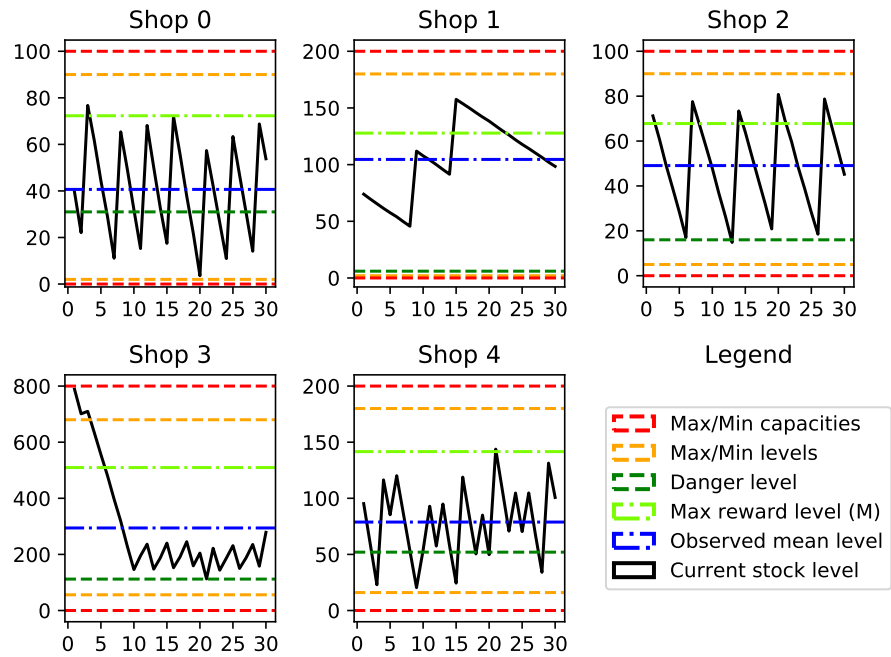 Shop 0
Shop 1
Shop 2
100
80
60
40
20
0
200
150
100
50
0
100
80
60
40
20
0
0 5 10 15 20 25 30
0 5 10 15 20 25 30
0 5 10 15 20 25 30
Shop 3
Shop 4
Legend
800
600
400
200
0
200
150
100
50
0
0 5 10 15 20 25 30
0 5 10 15 20 25 30
Max/Min capacities
Max/Min levels
Danger level
Max reward level (M)
Observed mean level
Current stock level